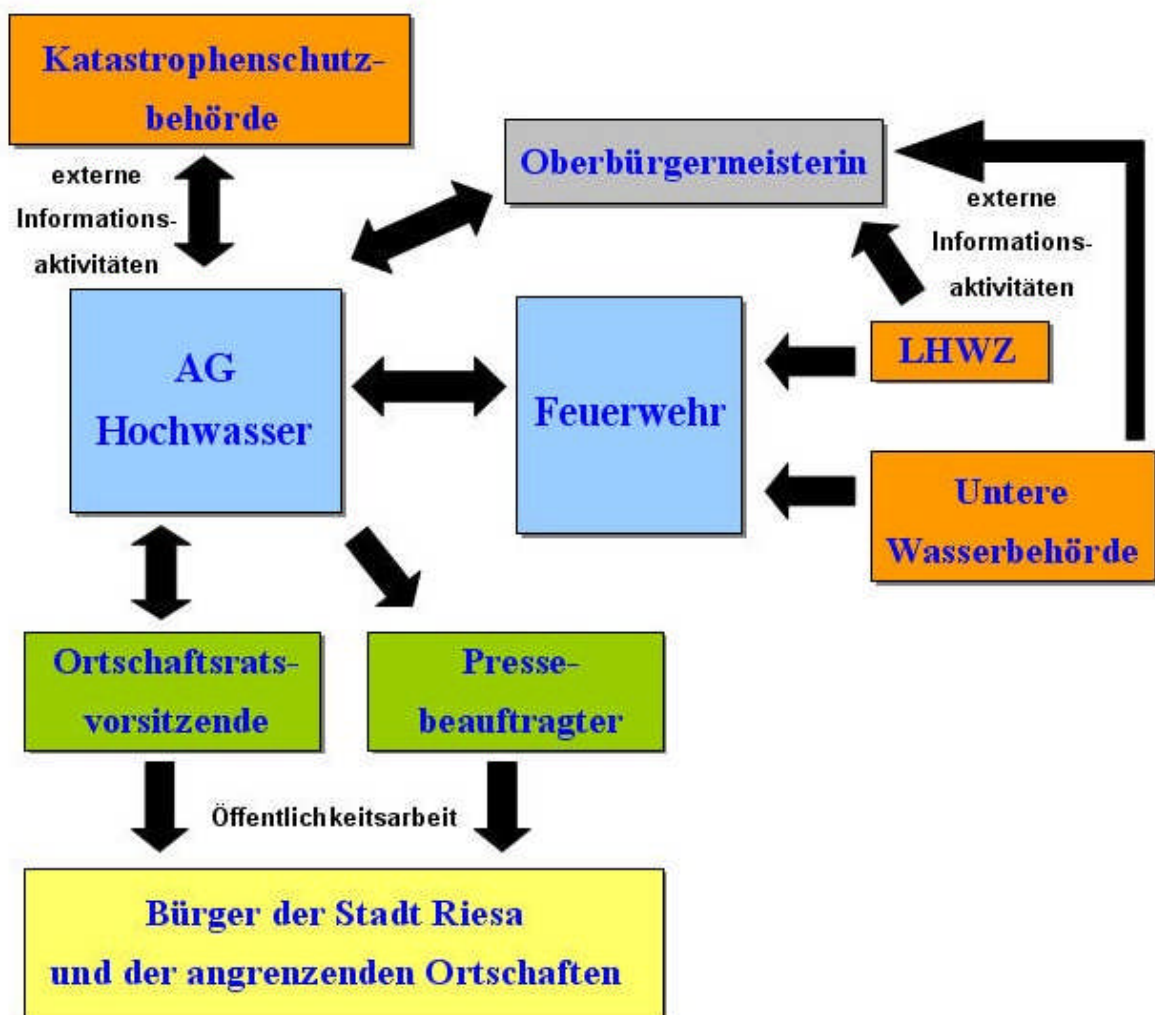 Katastrophenschutz-
behörde
externe
Informations-
aktivitäten
Oberbürgermeisterin
externe
Informations-
aktivitäten
AG
Hochwasser
Feuerwehr
LHWZ
Untere
Wasserbehörde
Ortschaftsrats-
vorsitzende
Presse-
beauftragter
Öffentlichkeitsarbeit
Bürger der Stadt Riesa
und der angrenzenden Ortschaften